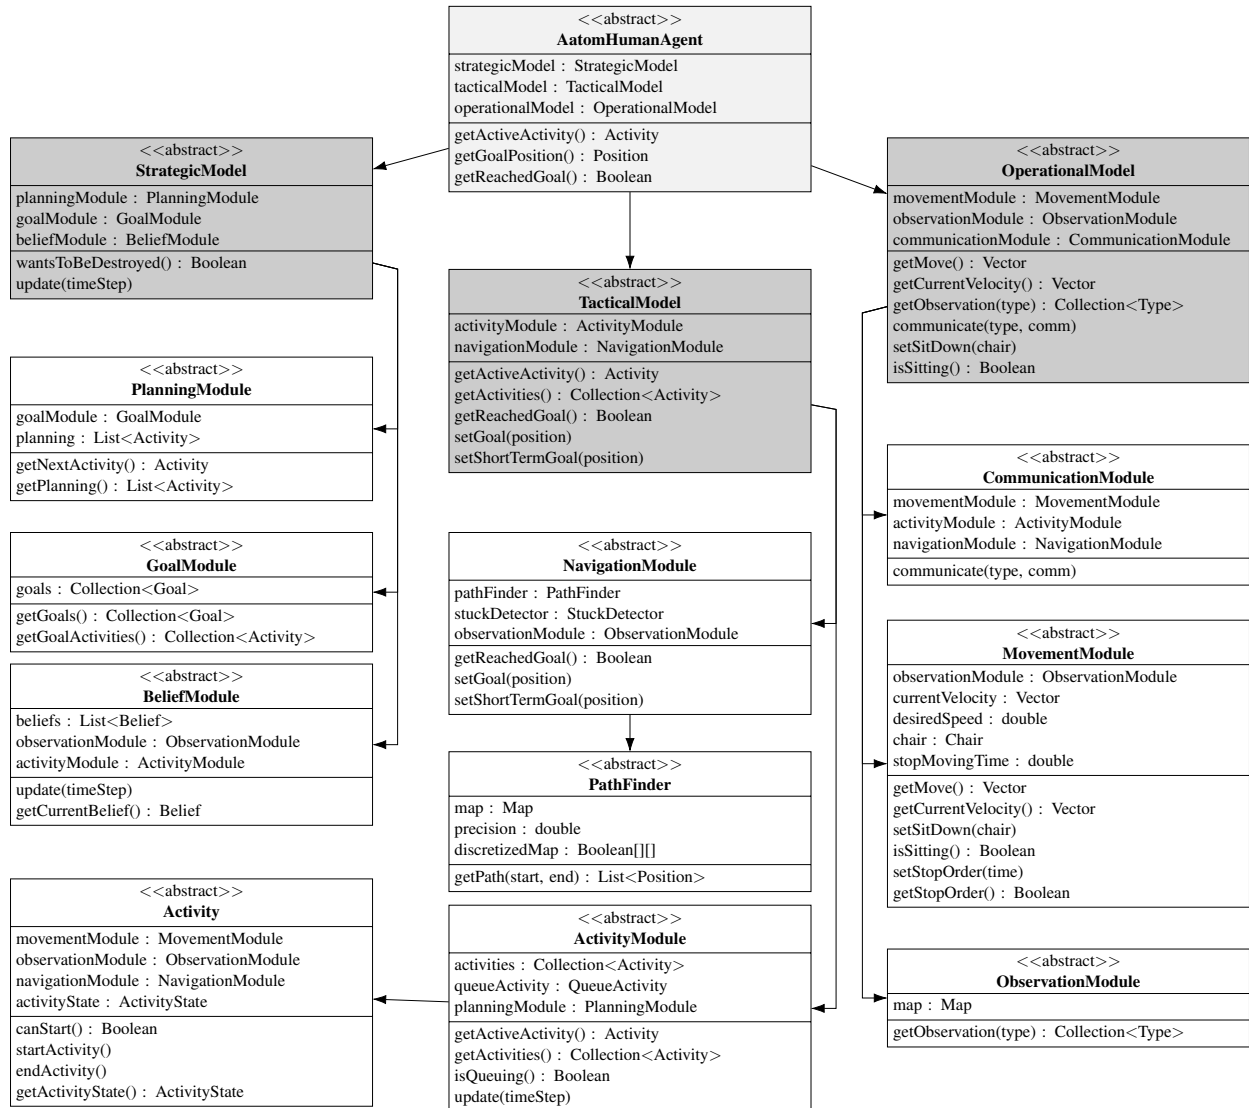 <<abstract>>
AatomHumanAgent
strategicModel : StrategicModel
tacticalModel : TacticalModel
operationalModel : OperationalModel
getActiveActivity() : Activity
getGoalPosition() : Position
getReachedGoal() : Boolean
<<abstract>>
StrategicModel
planningModule : PlanningModule
goalModule : GoalModule
beliefModule : BeliefModule
wantsToBeDestroyed() : Boolean
update(timeStep)
<<abstract>>
OperationalModel
movementModule : MovementModule
observationModule : ObservationModule
communicationModule : CommunicationModule
getMove() : Vector
getCurrentVelocity() : Vector
getObservation(type) : Collection<Type>
communicate(type, comm)
setSitDown(chair)
isSitting() : Boolean
<<abstract>>
TacticalModel
activityModule : ActivityModule
navigationModule : NavigationModule
getActiveActivity() : Activity
getActivities() : Collection<Activity>
getReachedGoal() : Boolean
setGoal(position)
setShortTermGoal(position)
<<abstract>>
PlanningModule
goalModule : GoalModule
planning : List<Activity>
getNextActivity() : Activity
getPlanning() : List<Activity>
<<abstract>>
CommunicationModule
movementModule : MovementModule
activityModule : ActivityModule
navigationModule : NavigationModule
communicate(type, comm)
<<abstract>>
GoalModule
goals : Collection<Goal>
getGoals() : Collection<Goal>
getGoalActivities() : Collection<Activity>
<<abstract>>
NavigationModule
pathFinder : PathFinder
stuckDetector : StuckDetector
observationModule : ObservationModule
getReachedGoal() : Boolean
setGoal(position)
setShortTermGoal(position)
<<abstract>>
MovementModule
observationModule : ObservationModule
currentVelocity : Vector
desiredSpeed : double
chair : Chair
stopMovingTime : double
getMove() : Vector
getCurrentVelocity() : Vector
setSitDown(chair)
isSitting() : Boolean
setStopOrder(time)
getStopOrder() : Boolean
<<abstract>>
BeliefModule
beliefs : List<Belief>
observationModule : ObservationModule
activityModule : ActivityModule
update(timeStep)
getCurrentBelief() : Belief
<<abstract>>
PathFinder
map : Map
precision : double
discretizedMap : Boolean[][]
getPath(start, end) : List<Position>
<<abstract>>
Activity
movementModule : MovementModule
observationModule : ObservationModule
navigationModule : NavigationModule
activityState : ActivityState
canStart() : Boolean
startActivity()
endActivity()
getActivityState() : ActivityState
<<abstract>>
ActivityModule
activities : Collection<Activity>
queueActivity : QueueActivity
planningModule : PlanningModule
getActiveActivity() : Activity
getActivities() : Collection<Activity>
isQueuing() : Boolean
update(timeStep)
<<abstract>>
ObservationModule
map : Map
getObservation(type) : Collection<Type>